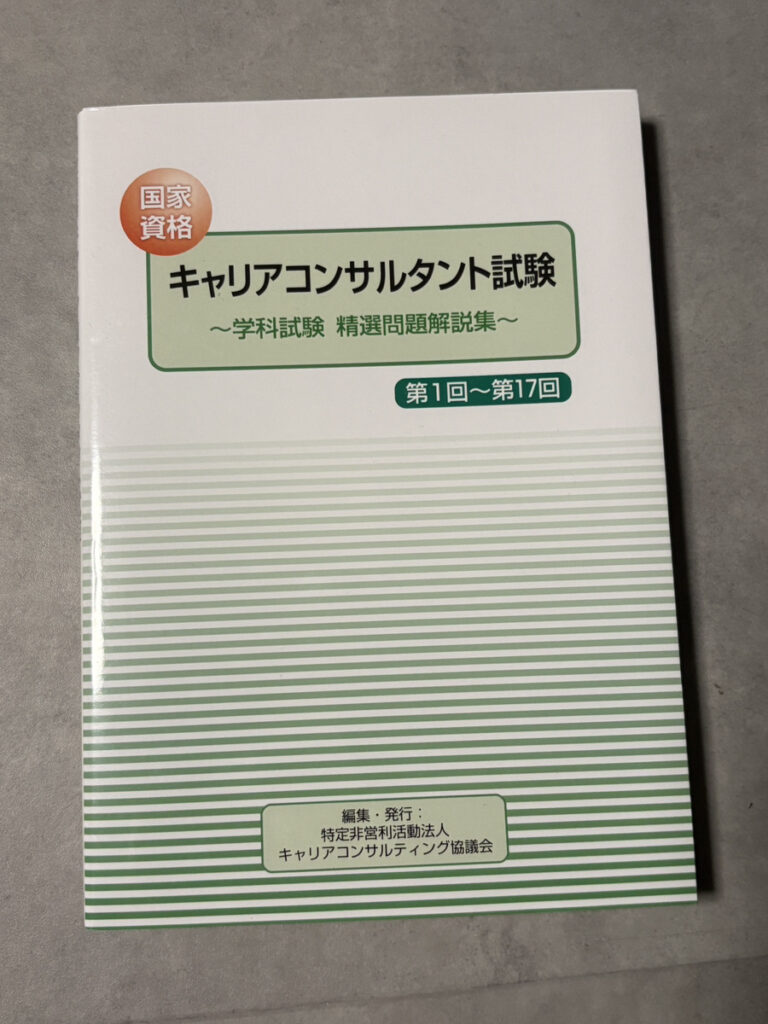 国家
資格
キャリアコンサルタント試験
～学科試験 精選問題解説集～
第1回～第17回
編集・発行：
特定非営利活動法人
キャリアコンサルティング協議会